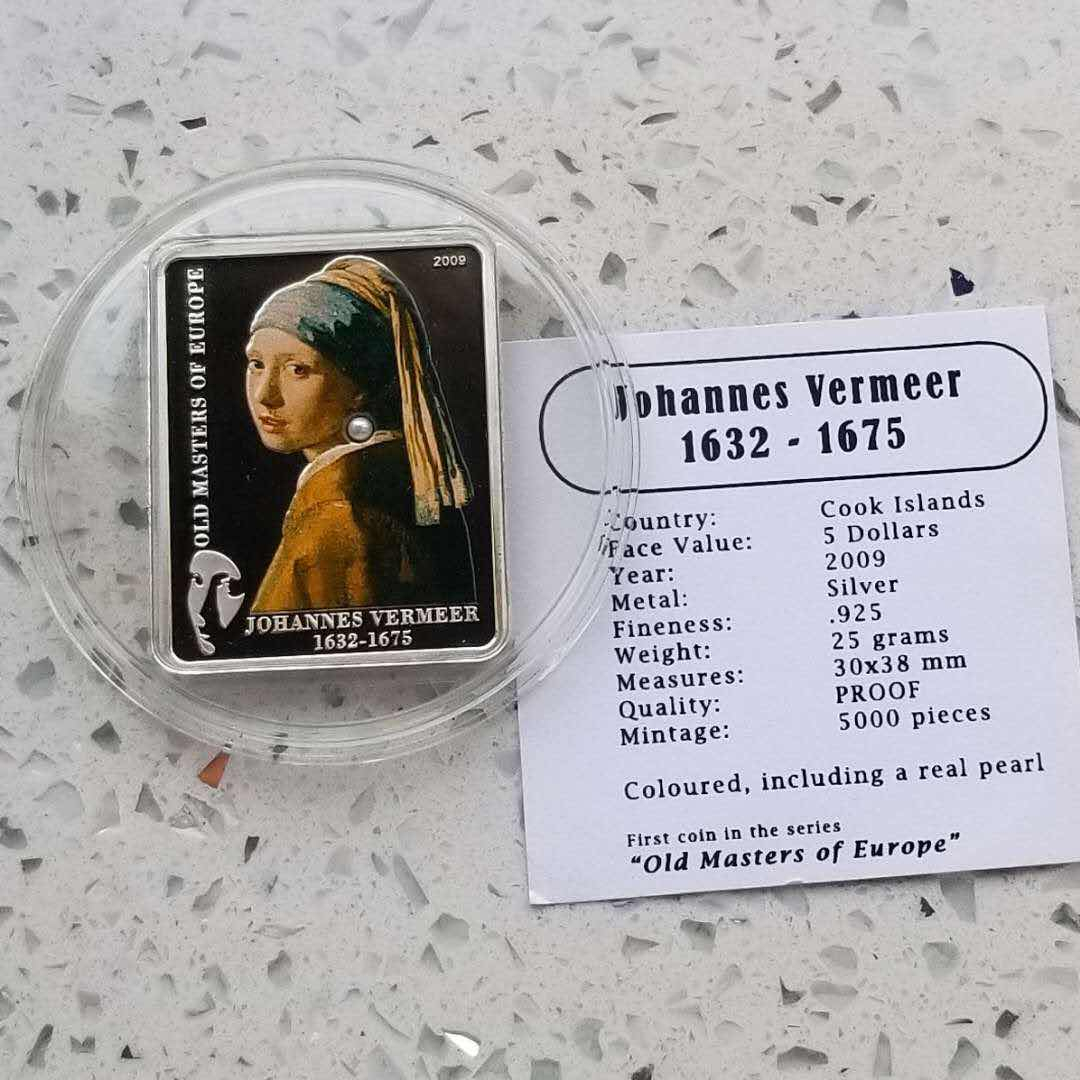 2009
OLD MASTERS OF EUROPE
JOHANNES VERMEER
1632-1675
Johannes Vermeer
1632 - 1675
Country: Cook Islands
Face Value: 5 Dollars
Year: 2009
Metal: Silver
Fineness: .925
Weight: 25 grams
Measures: 30x38 mm
Quality: PROOF
Mintage: 5000 pieces
Coloured, including a real pearl
First coin in the series
"Old Masters of Europe"